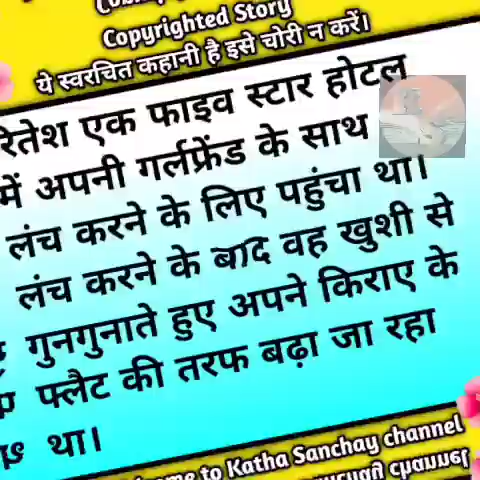 Copyrighted Story
ये स्वरचित कहानी है इसे चोरी न करें।
रितेश एक फाइव स्टार होटल
में अपनी गर्लफ्रेंड के साथ
लंच करने के लिए पहुंचा था।
लंच करने के बाद वह खुशी से
गुनगुनाते हुए अपने किराए के
फ्लैट की तरफ बढ़ा जा रहा
था।
to Katha Sanchay channel